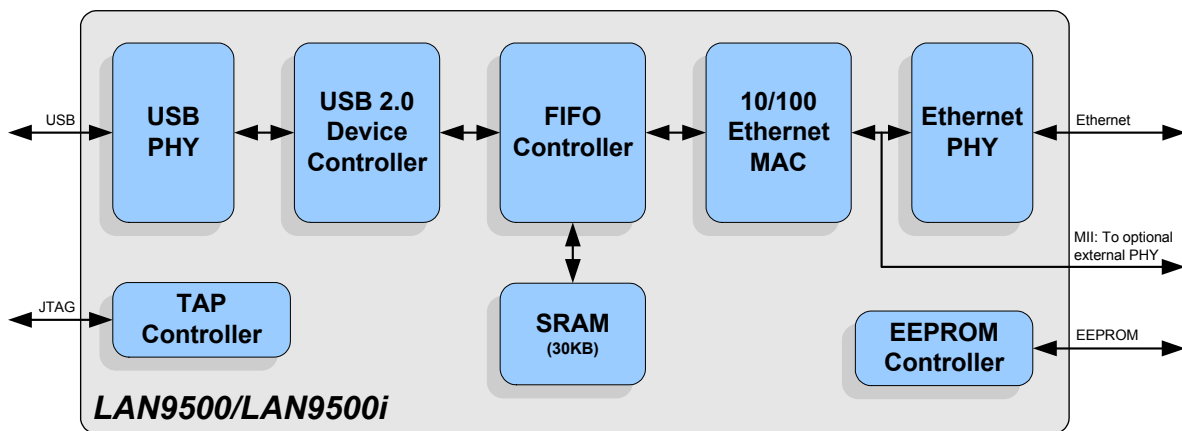 USB
USB
PHY
USB 2.0
Device
Controller
FIFO
Controller
10/100
Ethernet
MAC
Ethernet
PHY
Ethernet
MII: To optional
external PHY
JTAG
TAP
Controller
SRAM
(30KB)
EEPROM
Controller
EEPROM
LAN9500/LAN9500i